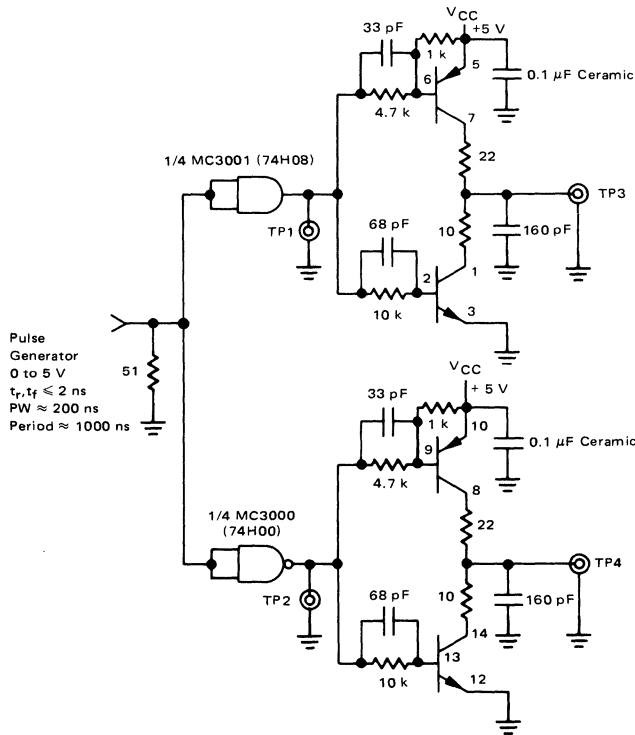 33 pF
VCC
+5 V
1 k
5
6
0.1 μF Ceramic
4.7 k
7
1/4 MC3001 (74H08)
22
TP3
TP1
68 pF
10
160 pF
2
1
10 k
3
Pulse
Generator
0 to 5 V
tr, tf ≤ 2 ns
PW ≈ 200 ns
Period ≈ 1000 ns
51
VCC
+ 5 V
33 pF
1 k
10
9
0.1 μF Ceramic
4.7 k
8
1/4 MC3000
(74H00)
22
TP4
TP2
68 pF
10
160 pF
14
13
10 k
12